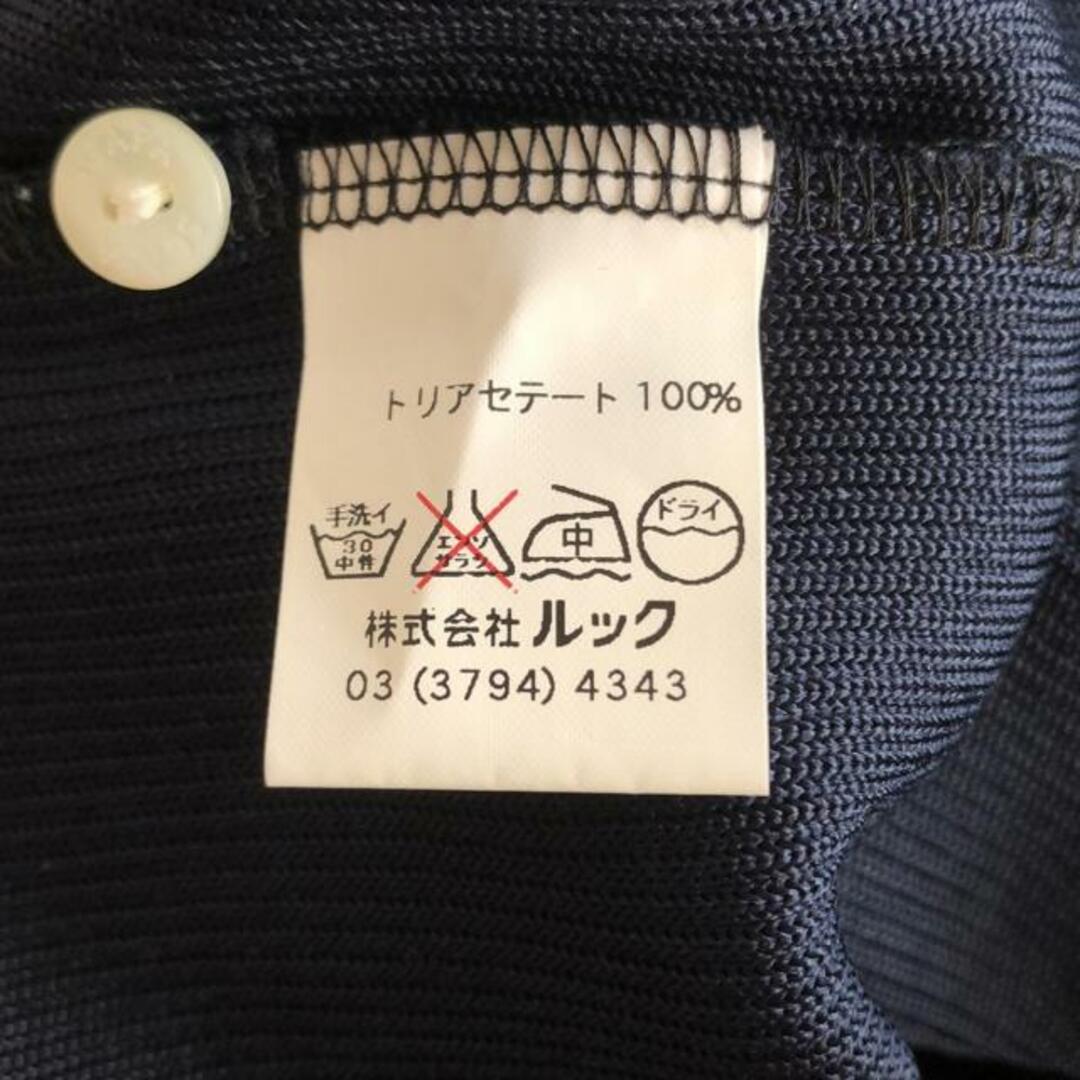 トリアセテート 100%
手洗イ
30
中性
エンソ
サラシ
中
ドライ
株式会社 ルック
03 (3794) 4343